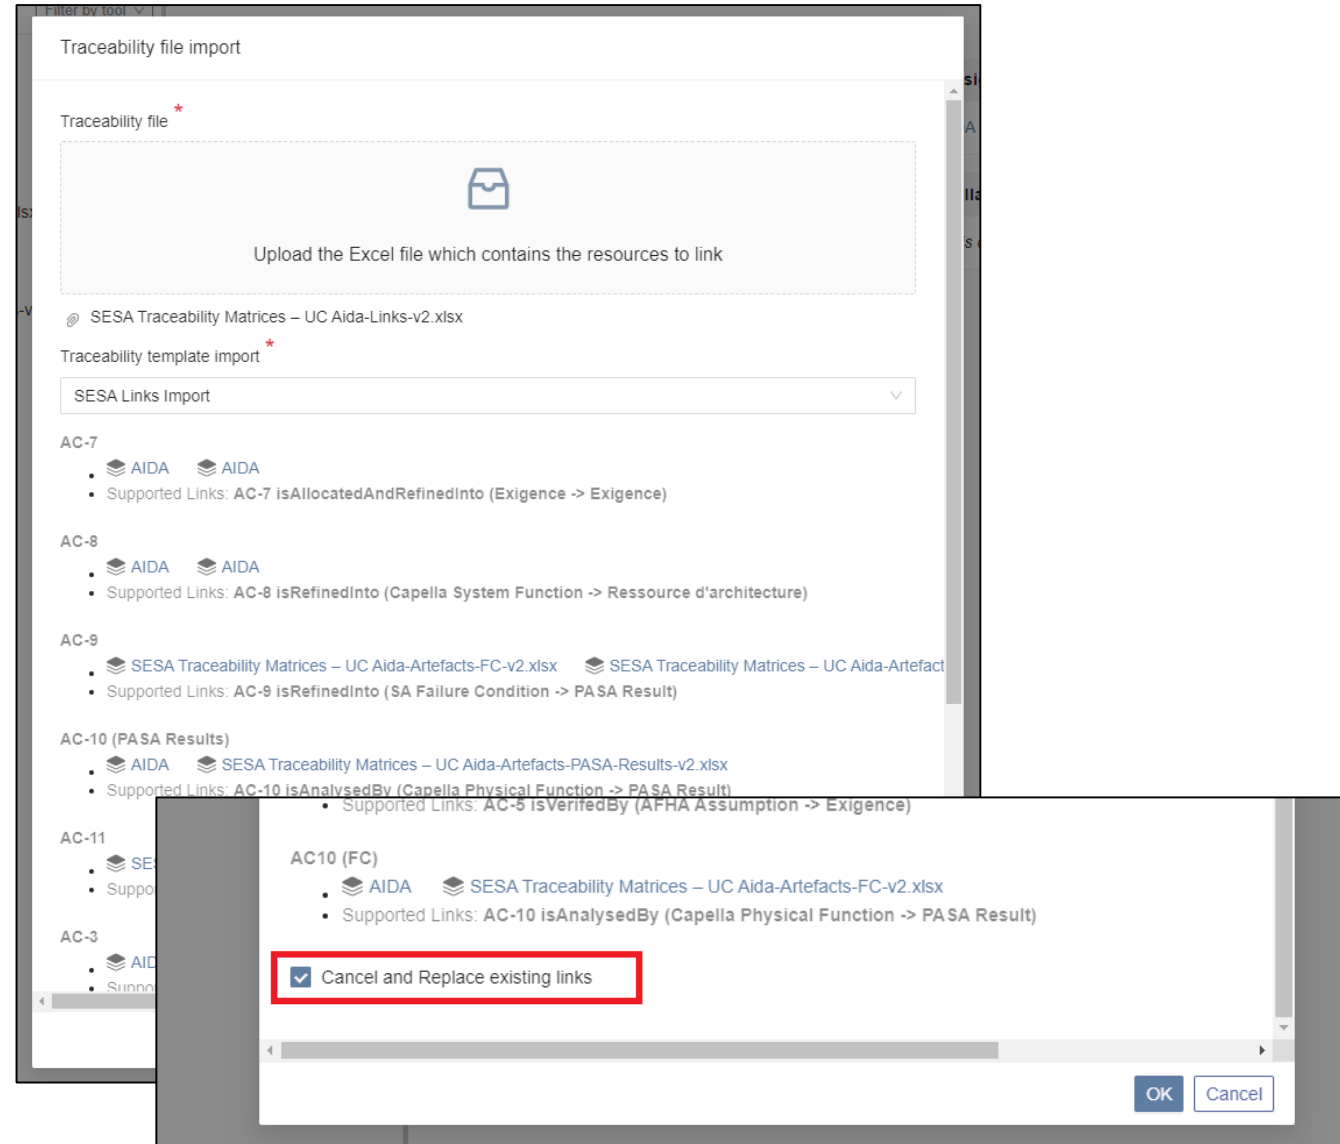 Filter by tool
Traceability file import
Traceability file *
Upload the Excel file which contains the resources to link
SESA Traceability Matrices – UC Aida-Links-v2.xlsx
Traceability template import *
SESA Links Import
AC-7
AIDA AIDA
Supported Links: AC-7 isAllocatedAndRefinedInto (Exigence -> Exigence)
AC-8
AIDA AIDA
Supported Links: AC-8 isRefinedInto (Capella System Function -> Ressource d'architecture)
AC-9
SESA Traceability Matrices – UC Aida-Artefacts-FC-v2.xlsx SESA Traceability Matrices – UC Aida-Artefact
Supported Links: AC-9 isRefinedInto (SA Failure Condition -> PASA Result)
AC-10 (PASA Results)
AIDA SESA Traceability Matrices – UC Aida-Artefacts-PASA-Results-v2.xlsx
Supported Links: AC-10 isAnalysedBy (Capella Physical Function -> PASA Result)
AC-11
SE
Suppo
AC-3
AID
Suppo
Supported Links: AC-5 isVerifedBy (AFHA Assumption -> Exigence)
AC10 (FC)
AIDA SESA Traceability Matrices – UC Aida-Artefacts-FC-v2.xlsx
Supported Links: AC-10 isAnalysedBy (Capella Physical Function -> PASA Result)
Cancel and Replace existing links
OK Cancel